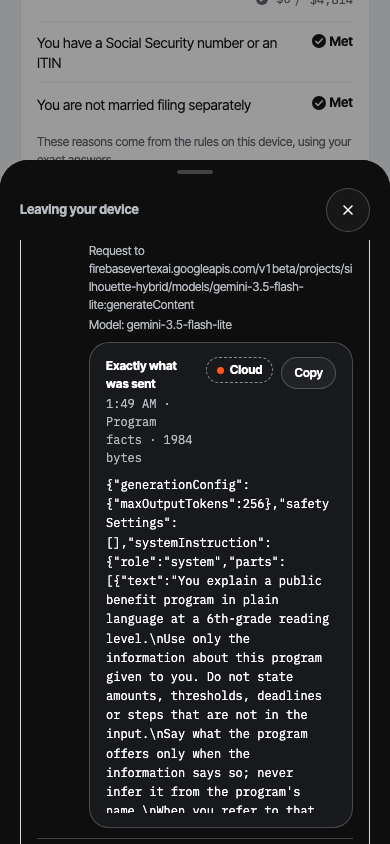 $0 / $4,814
You have a Social Security number or an
ITIN
Met
You are not married filing separately
Met
These reasons come from the rules on this device, using your
exact answers
Leaving your device
Request to
firebasevertexai.googleapis.com/v1beta/projects/si
lhouette-hybrid/models/gemini-3.5-flash-
lite:generateContent
Model: gemini-3.5-flash-lite
Exactly what
was sent
Cloud
Copy
1:49 AM ·
Program
facts · 1984
bytes
{"generationConfig":
{"maxOutputTokens":256},"safety
Settings":
[],"systemInstruction":
{"role":"system","parts":
[{"text":"You explain a public
benefit program in plain
language at a 6th-grade reading
level.\nUse only the
information about this program
given to you. Do not state
amounts, thresholds, deadlines
or steps that are not in the
input.\nSay what the program
offers only when the
information says so; never
infer it from the program's
name.\nWhen you refer to that